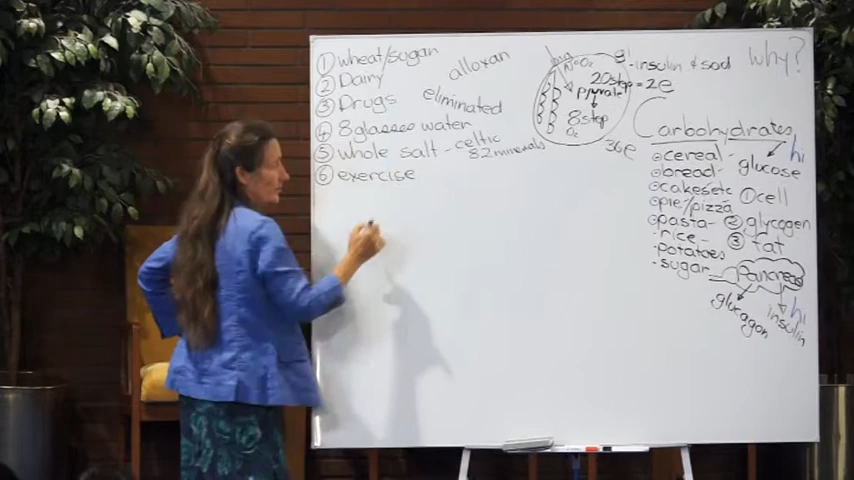 ① wheat/sugar
② Dairy
③ Drugs
④ 8 glasses water
⑤ whole salt - celtic
82 minerals
⑥ exercise
alloxan
eliminated
20 step = 2e
pyruvate
8 step
O₂
36e
insulin & sod
why?
Carbohydrates
cereal
bread
cakes etc
pie/pizza
pasta
rice
potatoes
sugar
hi
glucose
① cell
② glycogen
③ fat
Pancreas
glucagon
hi
insulin